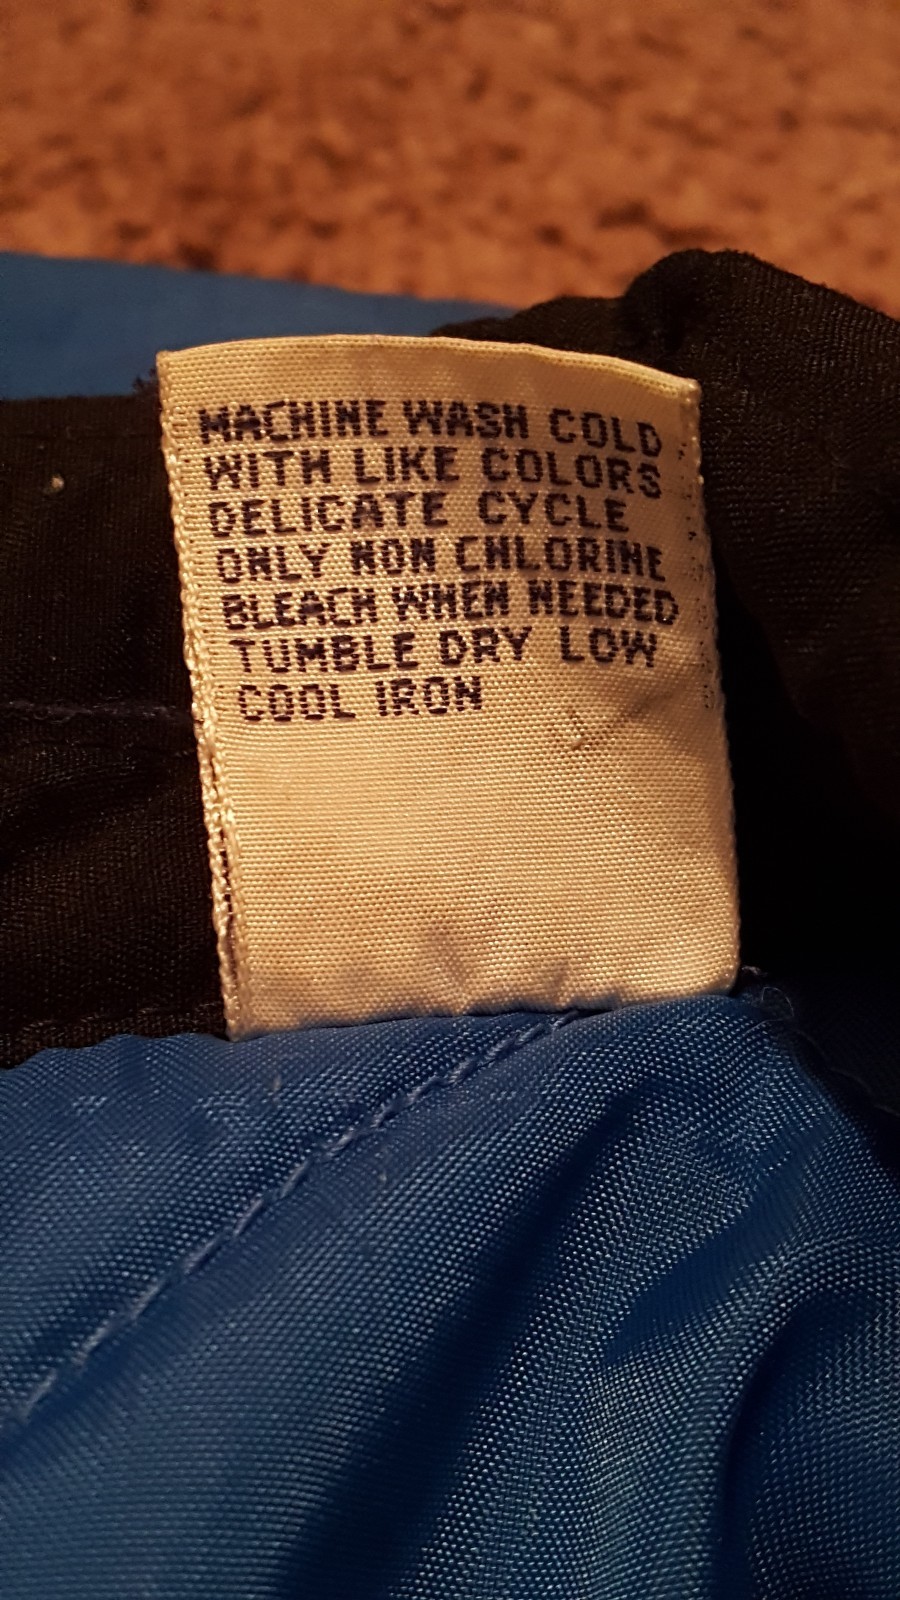 MACHINE WASH COLD
WITH LIKE COLORS
DELICATE CYCLE
ONLY NON CHLORINE
BLEACH WHEN NEEDED
TUMBLE DRY LOW
COOL IRON